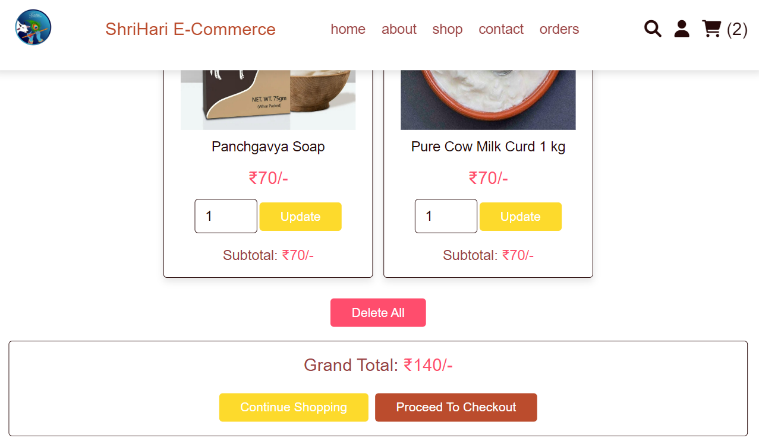 ShriHari E-Commerce
home about shop contact orders
(2)
NET. WT. 75gm
Panchgavya Soap
₹70/-
1 Update
Subtotal: ₹70/-
Pure Cow Milk Curd 1 kg
₹70/-
1 Update
Subtotal: ₹70/-
Delete All
Grand Total: ₹140/-
Continue Shopping Proceed To Checkout